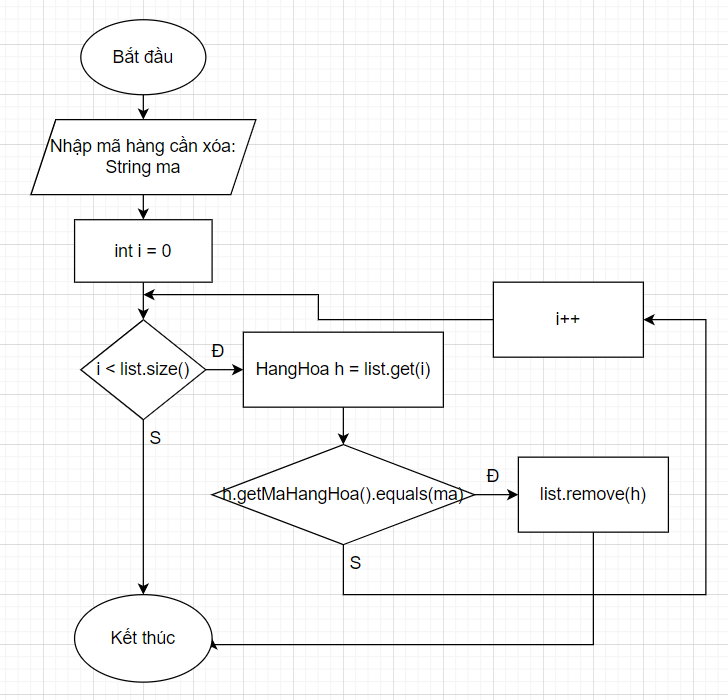 Bắt đầu
Nhập mã hàng cần xóa:
String ma
int i = 0
i++
i < list.size()
Đ
HangHoa h = list.get(i)
S
h.getMaHangHoa().equals(ma)
Đ
list.remove(h)
S
Kết thúc